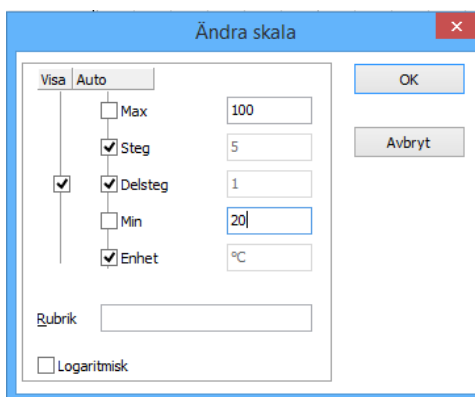 Ändra skala
Visa Auto
OK
Max 100
Steg 5
Avbryt
Delsteg 1
Min 20
Enhet °C
Rubrik
Logaritmisk